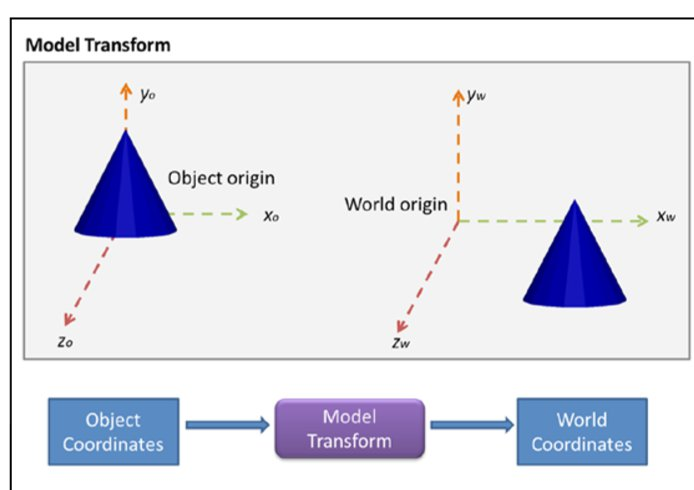 Model Transform
yo
Object origin
xo
zo
yw
World origin
xw
zw
Object
Coordinates
Model
Transform
World
Coordinates